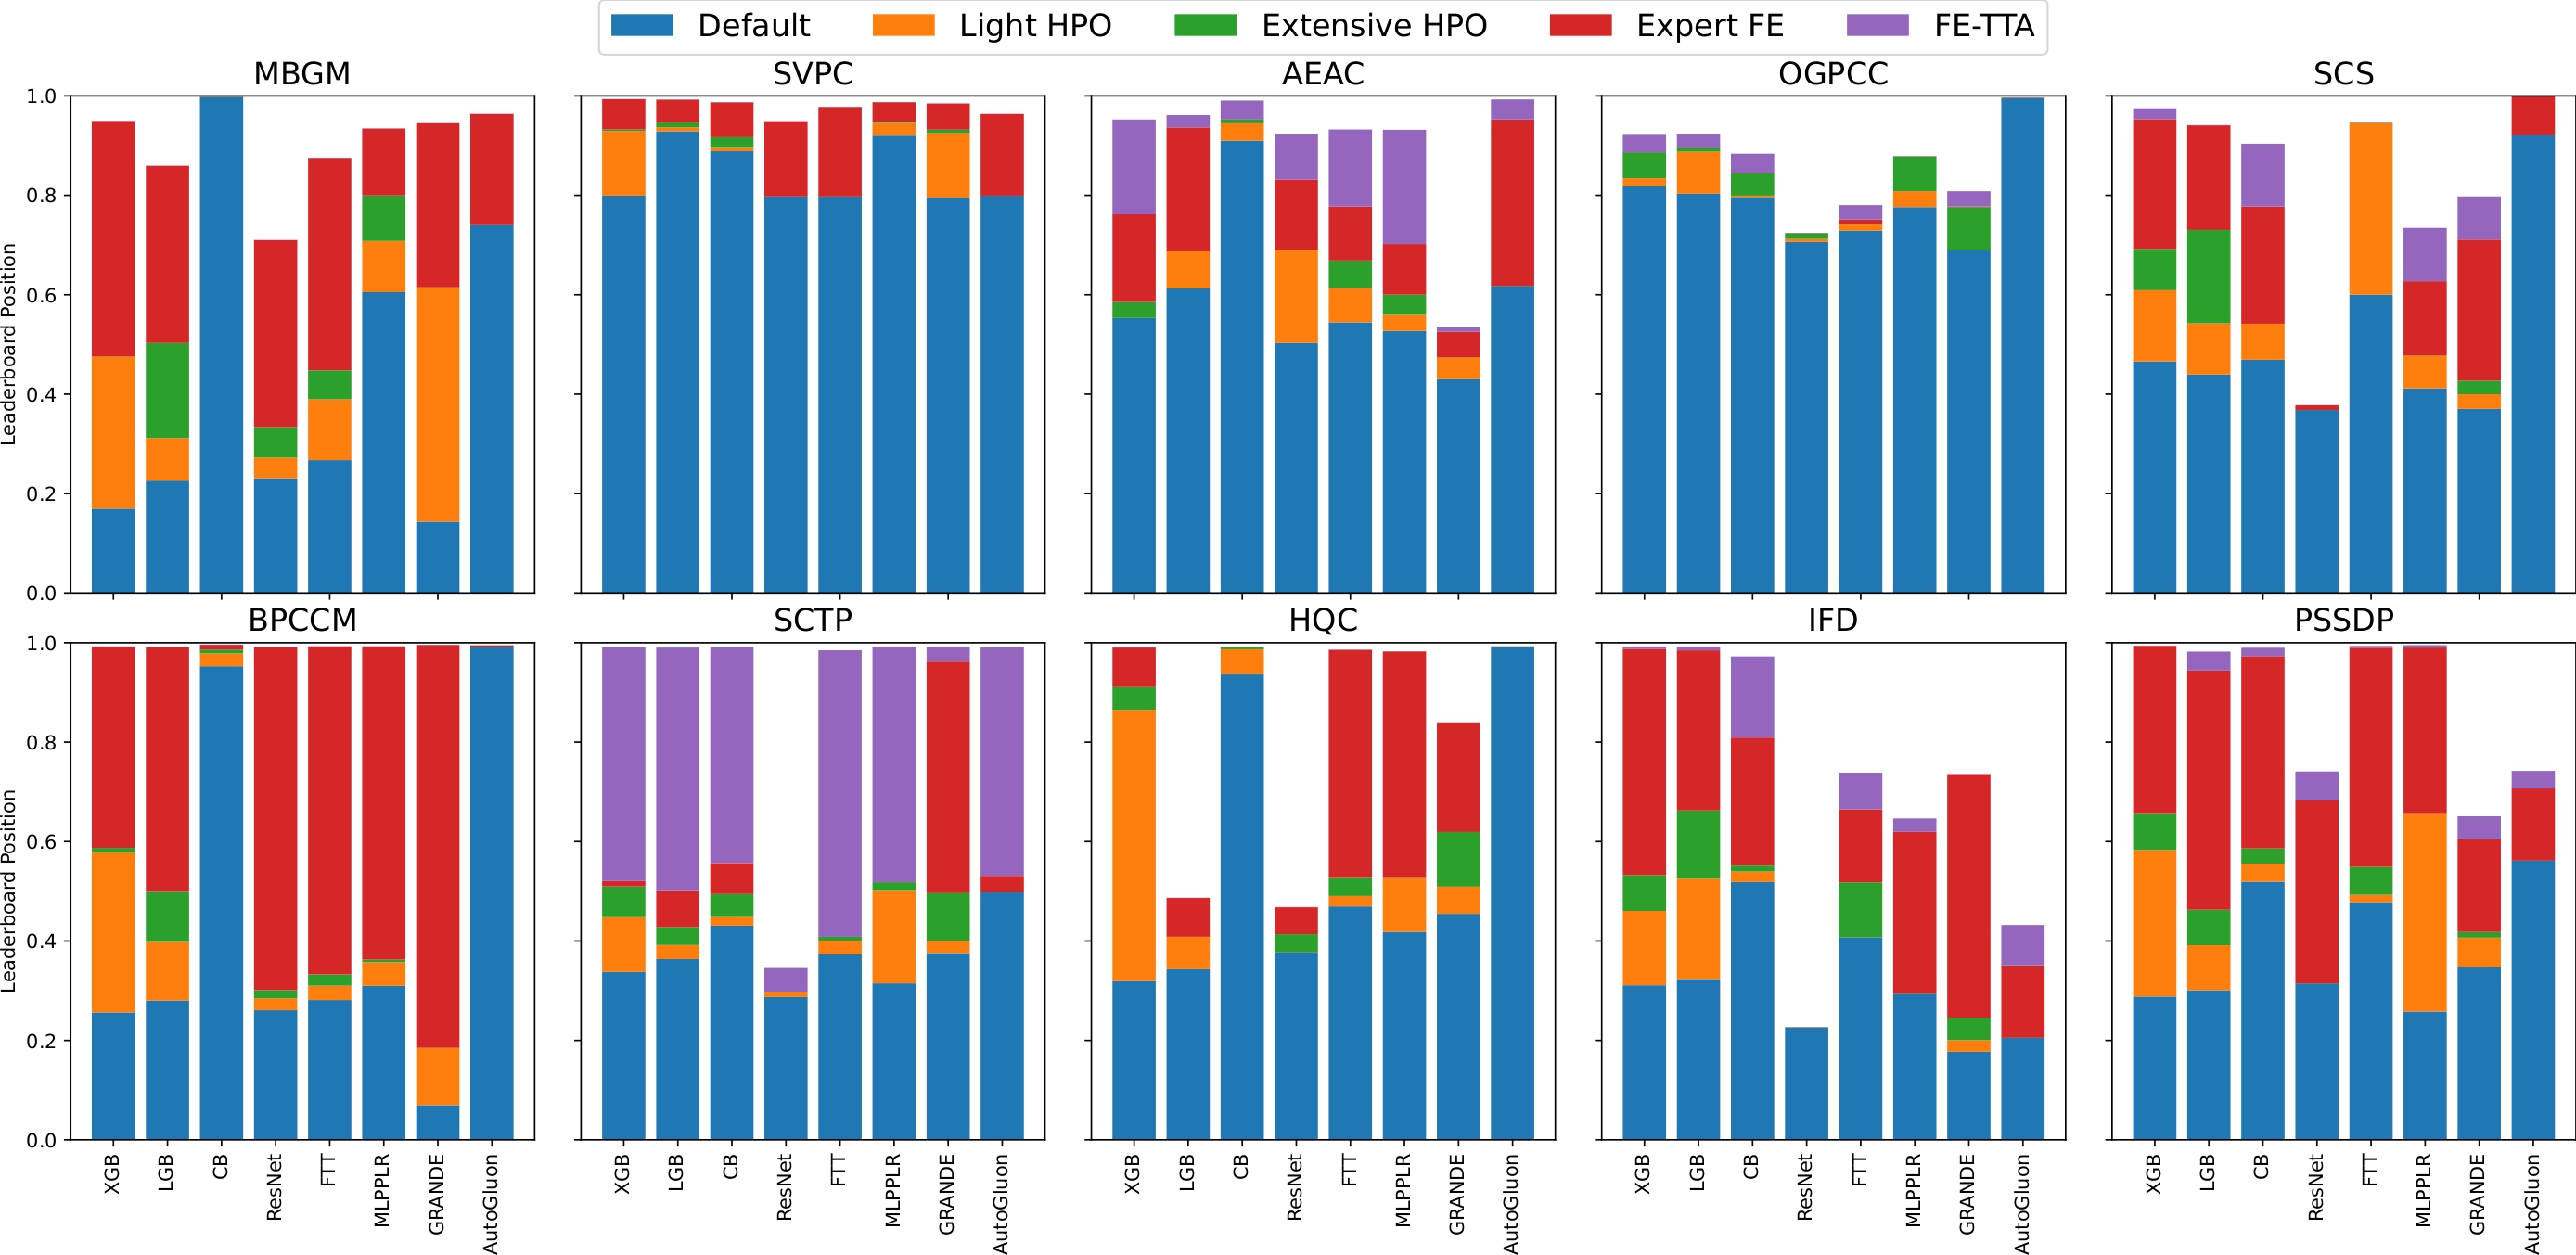 Default Light HPO Extensive HPO Expert FE FE-TTA
MBGM SVPC AEAC OGPCC SCS
Leaderboard Position
1.0
0.8
0.6
0.4
0.2
0.0
BPCCM SCTP HQC IFD PSSDP
Leaderboard Position
1.0
0.8
0.6
0.4
0.2
0.0
XGB LGB CB ResNet FTT MLPPLR GRANDE AutoGluon
XGB LGB CB ResNet FTT MLPPLR GRANDE AutoGluon
XGB LGB CB ResNet FTT MLPPLR GRANDE AutoGluon
XGB LGB CB ResNet FTT MLPPLR GRANDE AutoGluon
XGB LGB CB ResNet FTT MLPPLR GRANDE AutoGluon